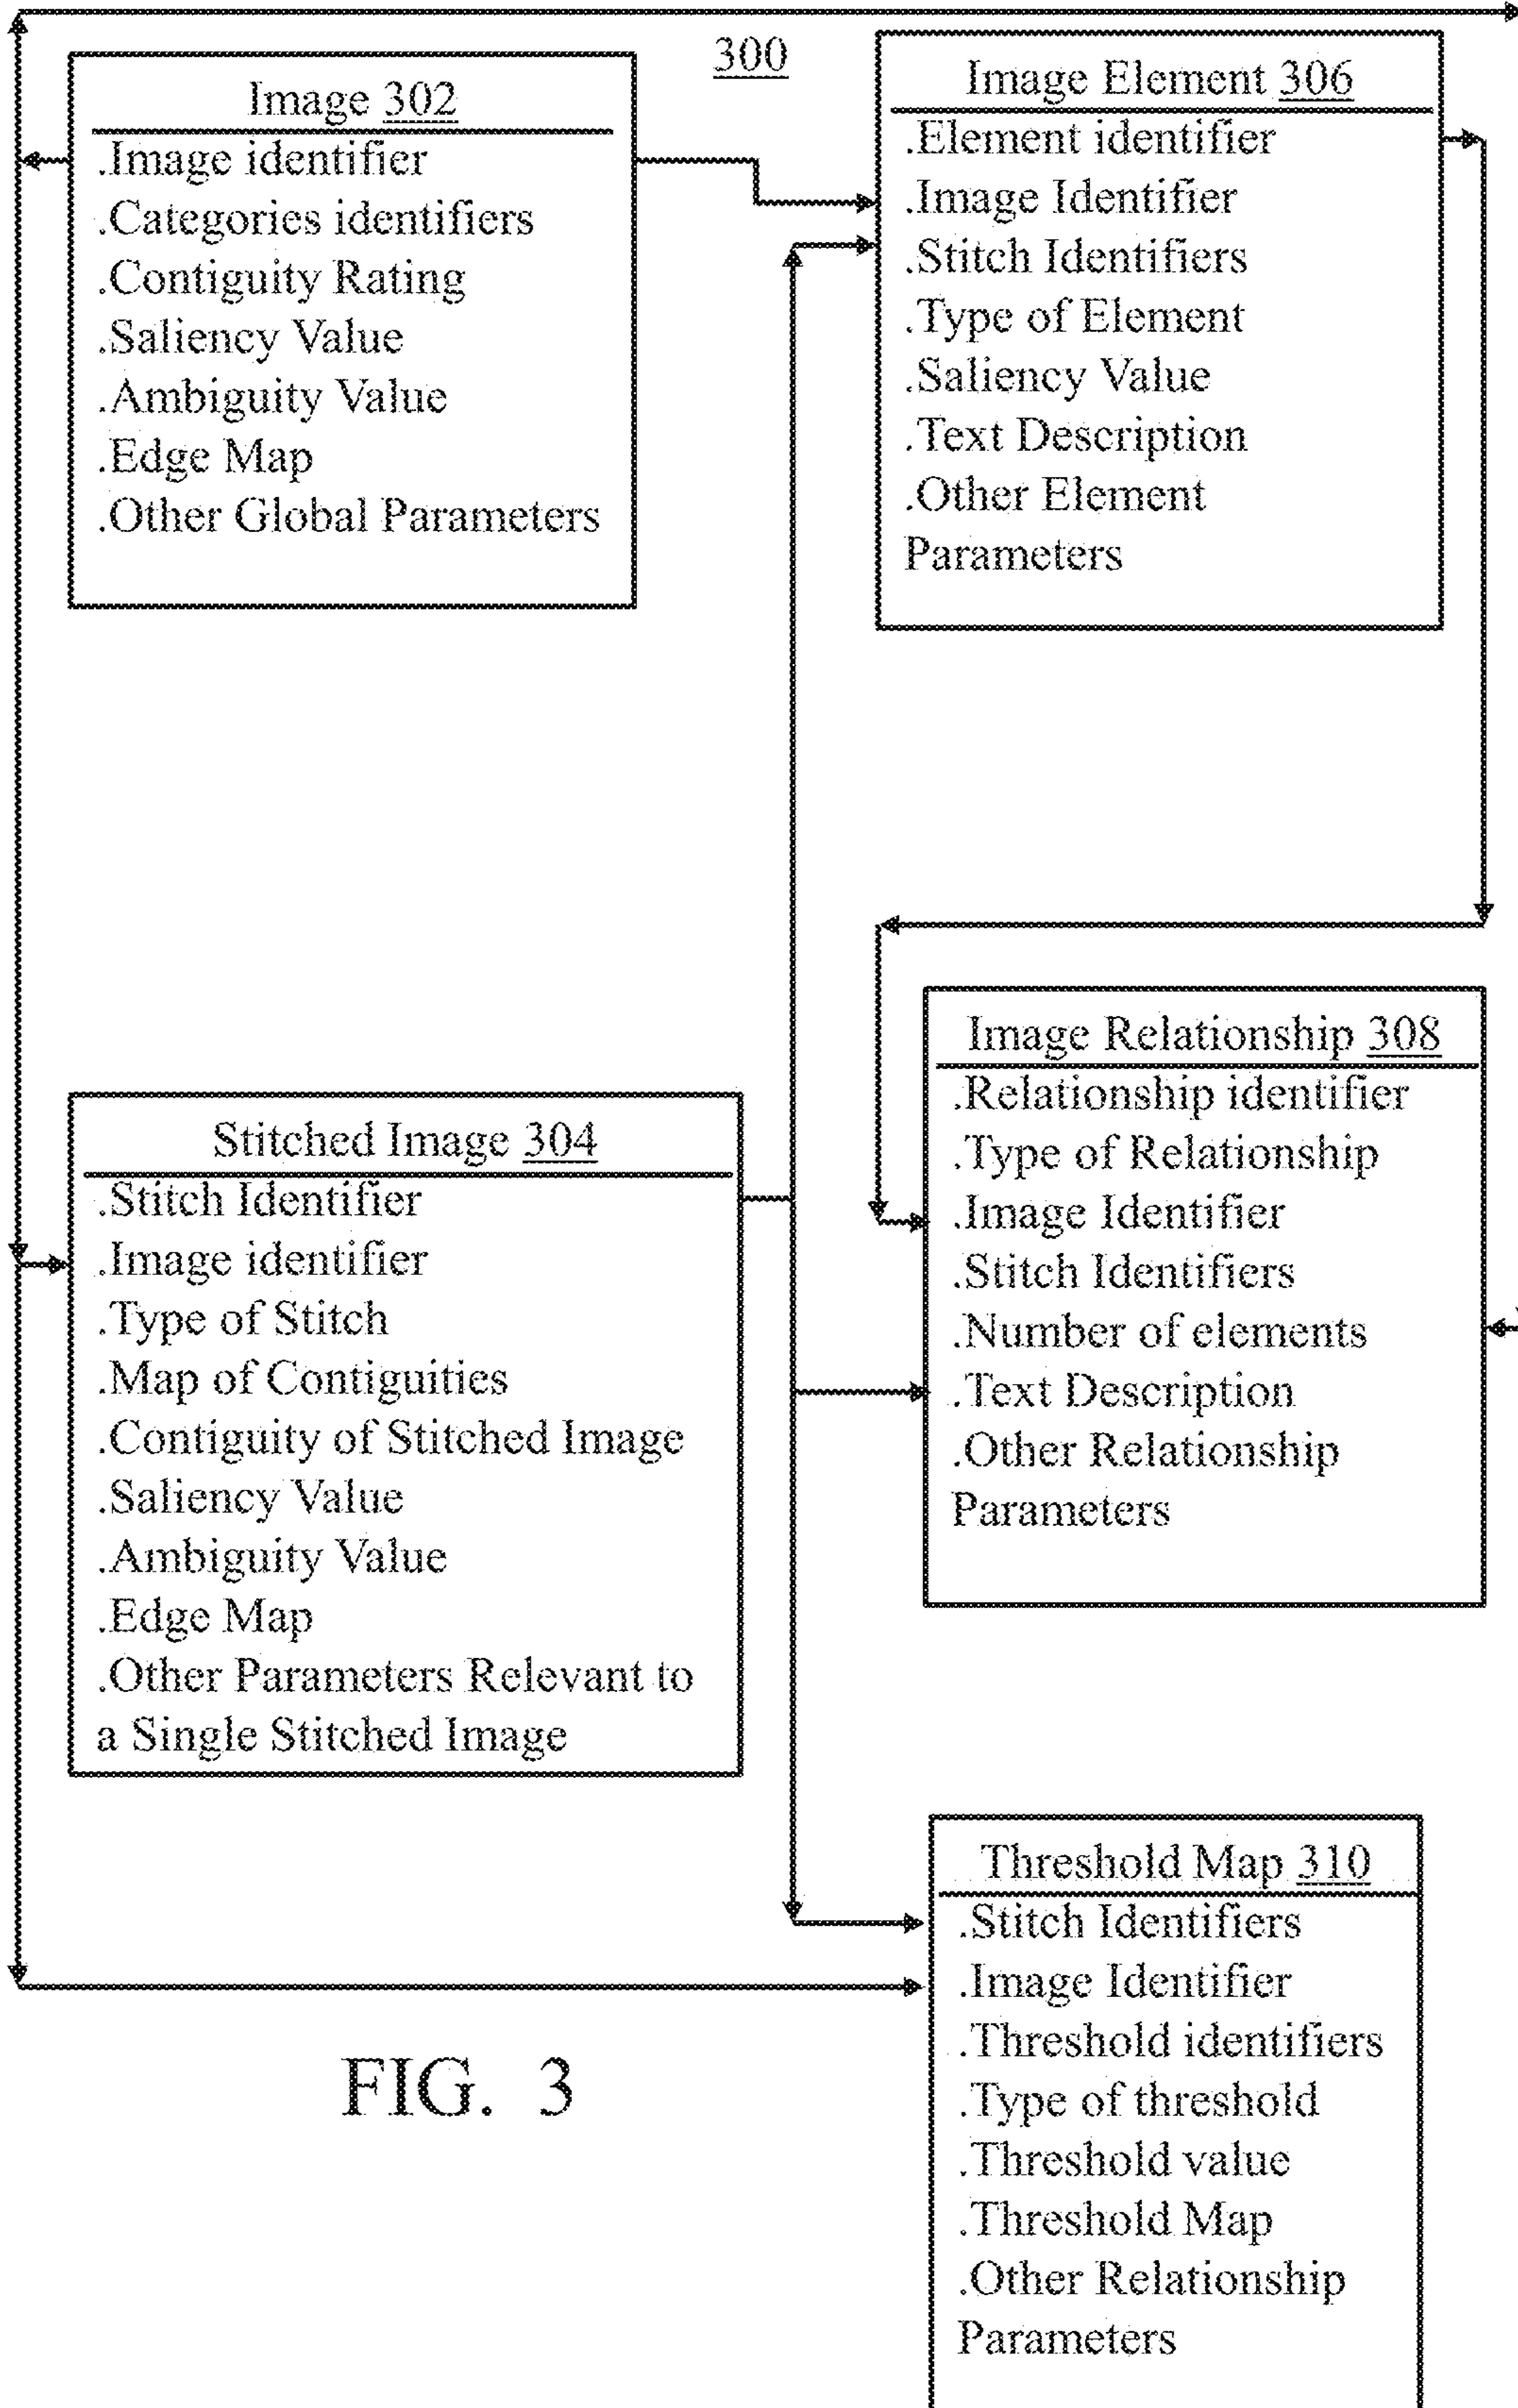 300
Image 302
.Image identifier
.Categories identifiers
.Contiguity Rating
.Saliency Value
.Ambiguity Value
.Edge Map
.Other Global Parameters
Image Element 306
.Element identifier
.Image Identifier
.Stitch Identifiers
.Type of Element
.Saliency Value
.Text Description
.Other Element
Parameters
Stitched Image 304
.Stitch Identifier
.Image identifier
.Type of Stitch
.Map of Contiguities
.Contiguity of Stitched Image
.Saliency Value
.Ambiguity Value
.Edge Map
.Other Parameters Relevant to
a Single Stitched Image
Image Relationship 308
.Relationship identifier
.Type of Relationship
.Image Identifier
.Stitch Identifiers
.Number of elements
.Text Description
.Other Relationship
Parameters
Threshold Map 310
.Stitch Identifiers
.Image Identifier
.Threshold identifiers
.Type of threshold
.Threshold value
.Threshold Map
.Other Relationship
Parameters
FIG. 3